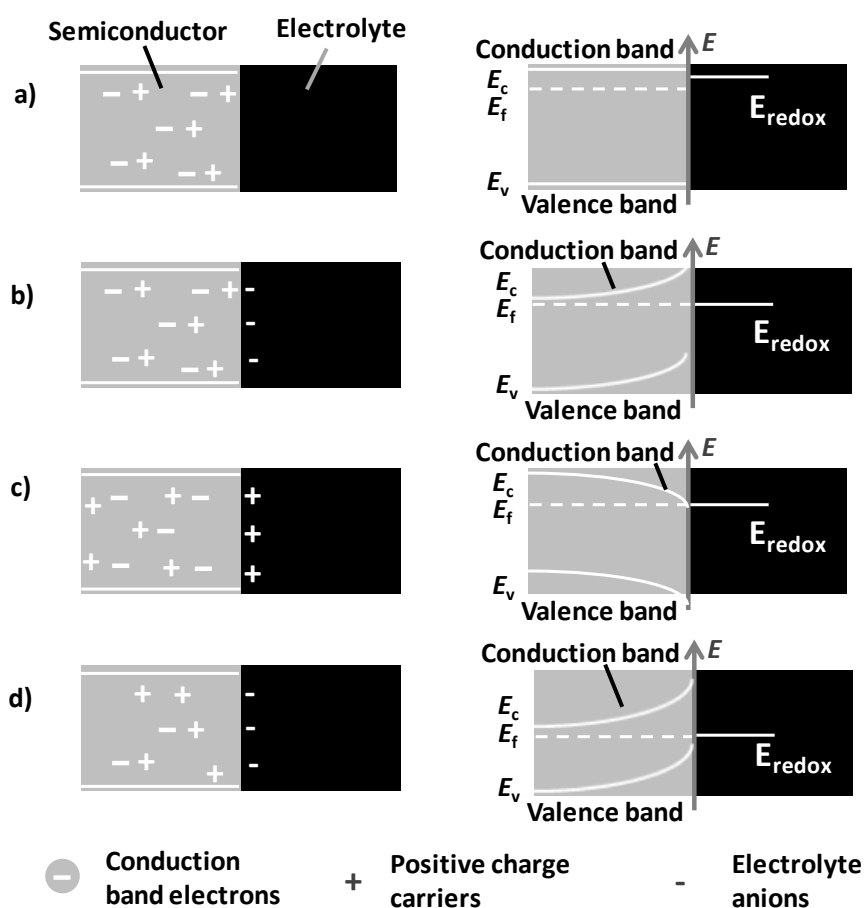 Semiconductor Electrolyte
a)
Conduction band E
Ec
Ef
Eredox
Ev
Valence band
b)
Conduction band E
Ec
Ef
Eredox
Ev
Valence band
c)
Conduction band E
Ec
Ef
Eredox
Ev
Valence band
d)
Conduction band E
Ec
Ef
Eredox
Ev
Valence band
− Conduction
band electrons
+ Positive charge
carriers
- Electrolyte
anions